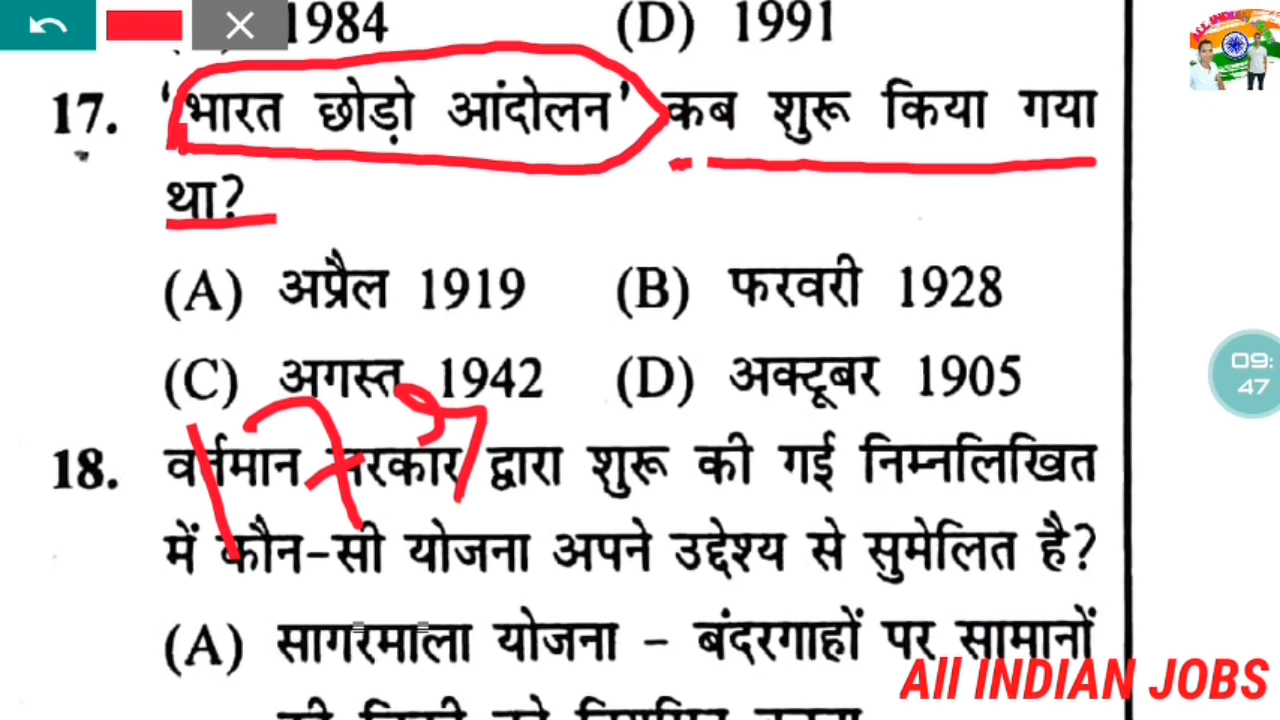 1984 (D) 1991
17. 'भारत छोड़ो आंदोलन' कब शुरू किया गया
था?
(A) अप्रैल 1919 (B) फरवरी 1928
(C) अगस्त 1942 (D) अक्टूबर 1905
18. वर्तमान सरकार द्वारा शुरू की गई निम्नलिखित
में कौन-सी योजना अपने उद्देश्य से सुमेलित है?
(A) सागरमाला योजना - बंदरगाहों पर सामानों
All INDIAN JOBS
09:
47